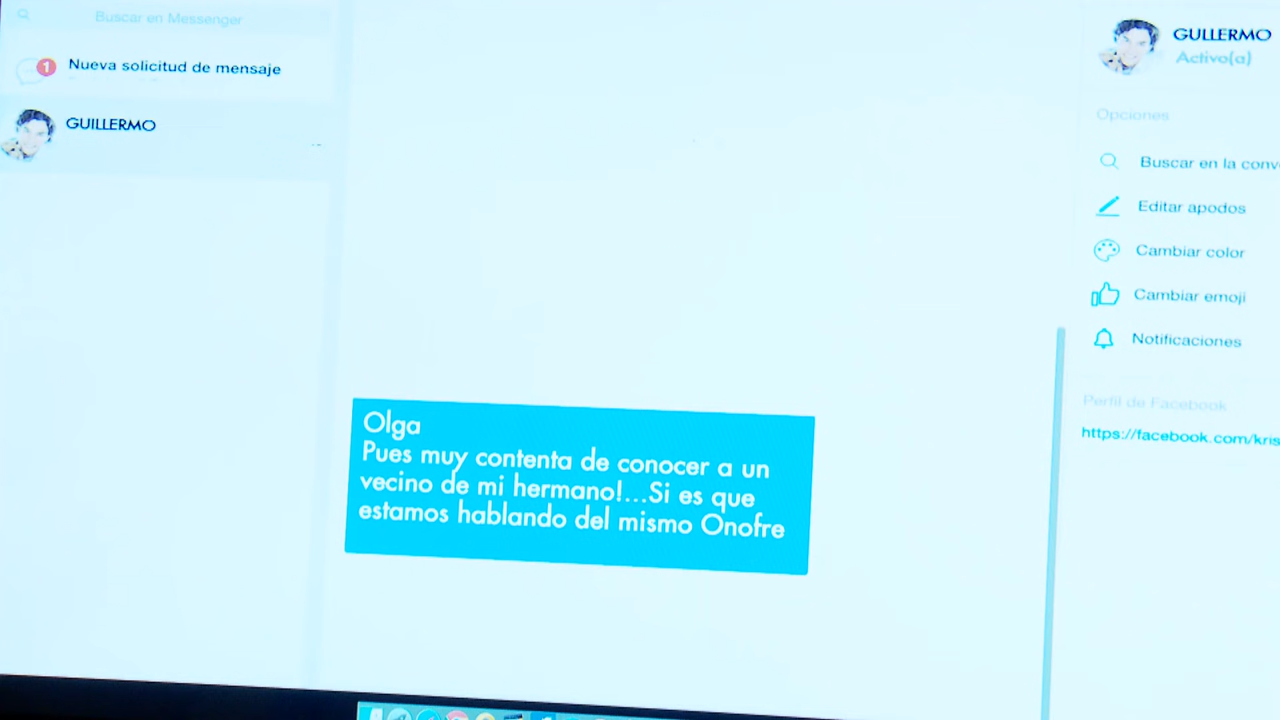 Buscar en Messenger
1
Nueva solicitud de mensaje
GUILLERMO
Olga
Pues muy contenta de conocer a un
vecino de mi hermano!...Si es que
estamos hablando del mismo Onofre
GULLERMO
Activo(a)
Opciones
Buscar en la conv
Editar apodos
Cambiar color
Cambiar emoji
Notificaciones
Perfil de Facebook
https://facebook.com/kris